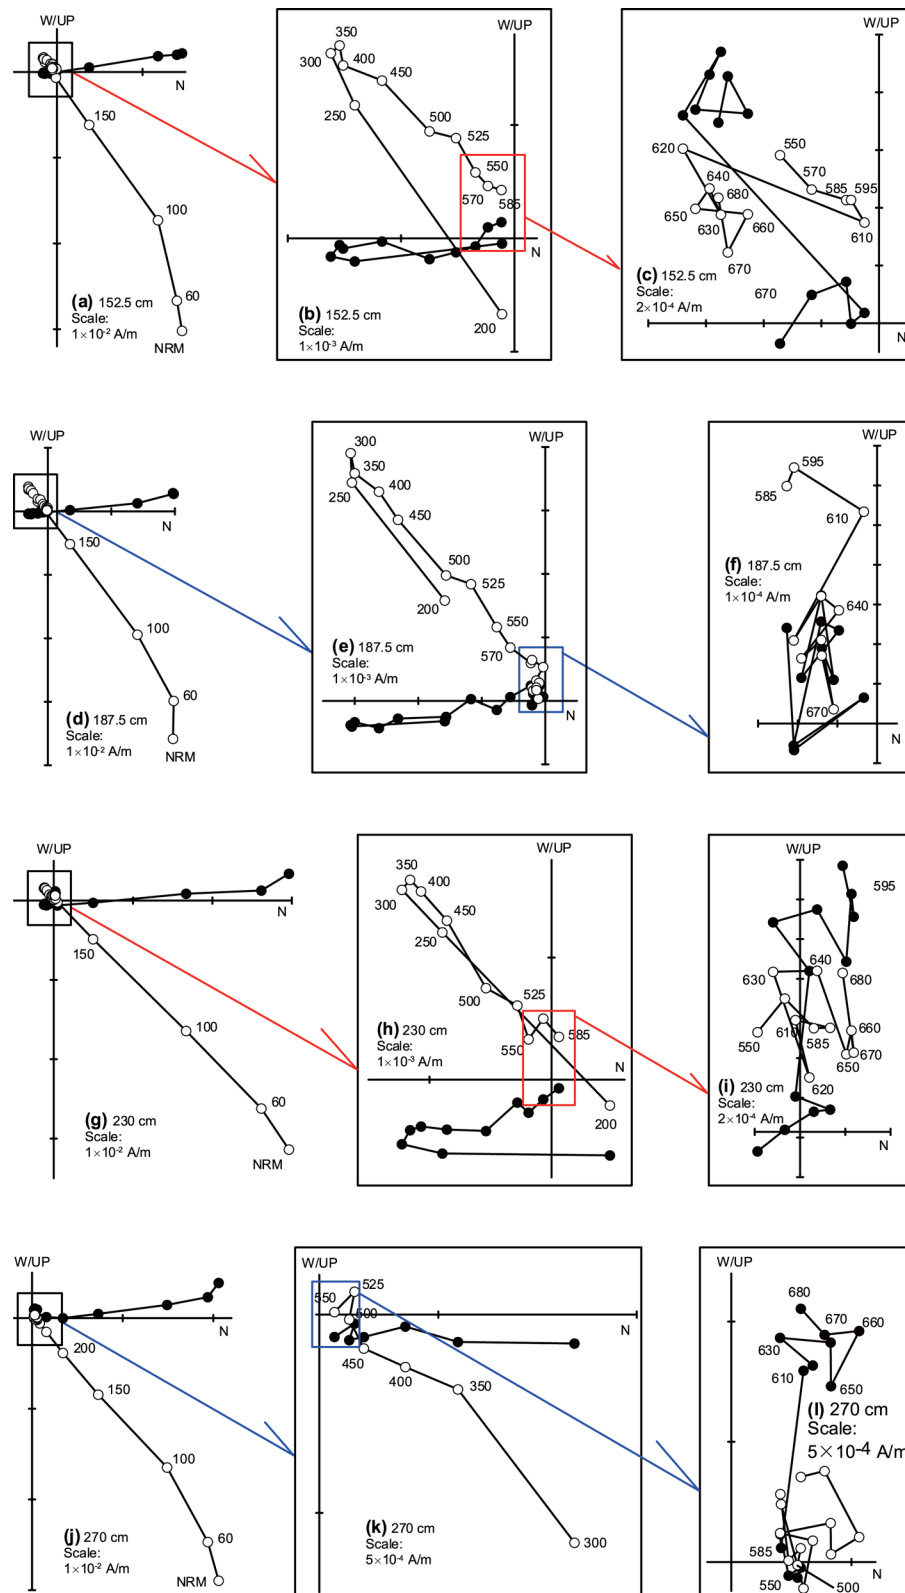 W/UP
N
150
100
60
NRM
(a) 152.5 cm
Scale:
1×10-2 A/m
W/UP
350
300
400
450
250
500
525
550
570
585
N
200
(b) 152.5 cm
Scale:
1×10-3 A/m
W/UP
620
550
570
640
680
585
595
650
630
660
610
670
670
(c) 152.5 cm
Scale:
2×10-4 A/m
N
W/UP
N
150
100
60
NRM
(d) 187.5 cm
Scale:
1×10-2 A/m
W/UP
300
350
250
400
450
500
525
200
550
570
(e) 187.5 cm
Scale:
1×10-3 A/m
N
W/UP
595
585
610
(f) 187.5 cm
Scale:
1×10-4 A/m
640
670
N
W/UP
N
150
100
60
NRM
(g) 230 cm
Scale:
1×10-2 A/m
W/UP
350
400
300
450
250
500
525
550
585
(h) 230 cm
Scale:
1×10-3 A/m
N
200
W/UP
595
640
630
680
610
550
585
660
650
670
620
(i) 230 cm
Scale:
2×10-4 A/m
N
W/UP
N
200
150
100
60
NRM
(j) 270 cm
Scale:
1×10-2 A/m
W/UP
525
550
500
N
450
400
350
300
(k) 270 cm
Scale:
5×10-4 A/m
W/UP
680
670
660
630
610
650
(l) 270 cm
Scale:
5×10-4 A/m
585
N
550
500